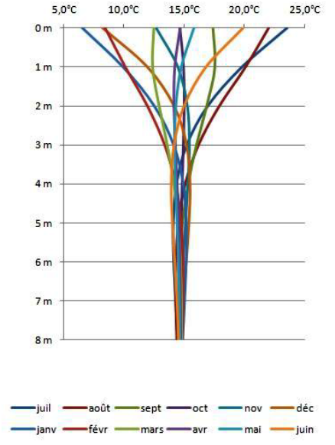 5,0°C 10,0°C 15,0°C 20,0°C 25,0°C
0 m
1 m
2 m
3 m
4 m
5 m
6 m
7 m
8 m
juil août sept oct nov déc
janv févr mars avr mai juin